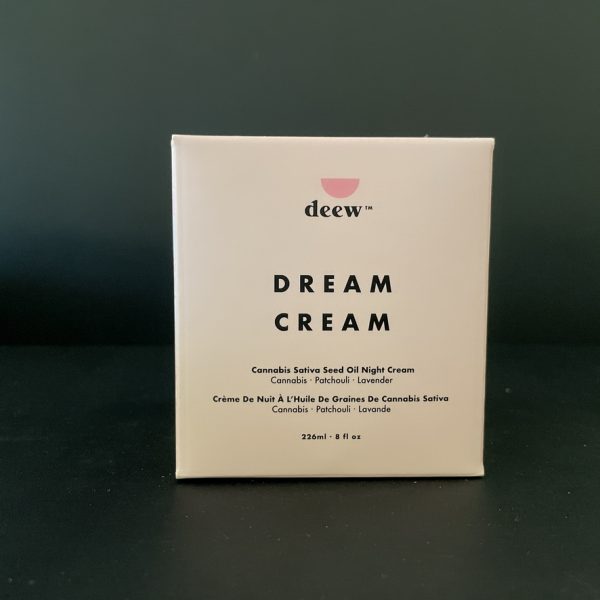 deew™
DREAM
CREAM
Cannabis Sativa Seed Oil Night Cream
Cannabis · Patchouli · Lavender
Crème De Nuit À L'Huile De Graines De Cannabis Sativa
Cannabis · Patchouli · Lavande
226ml · 8 fl oz